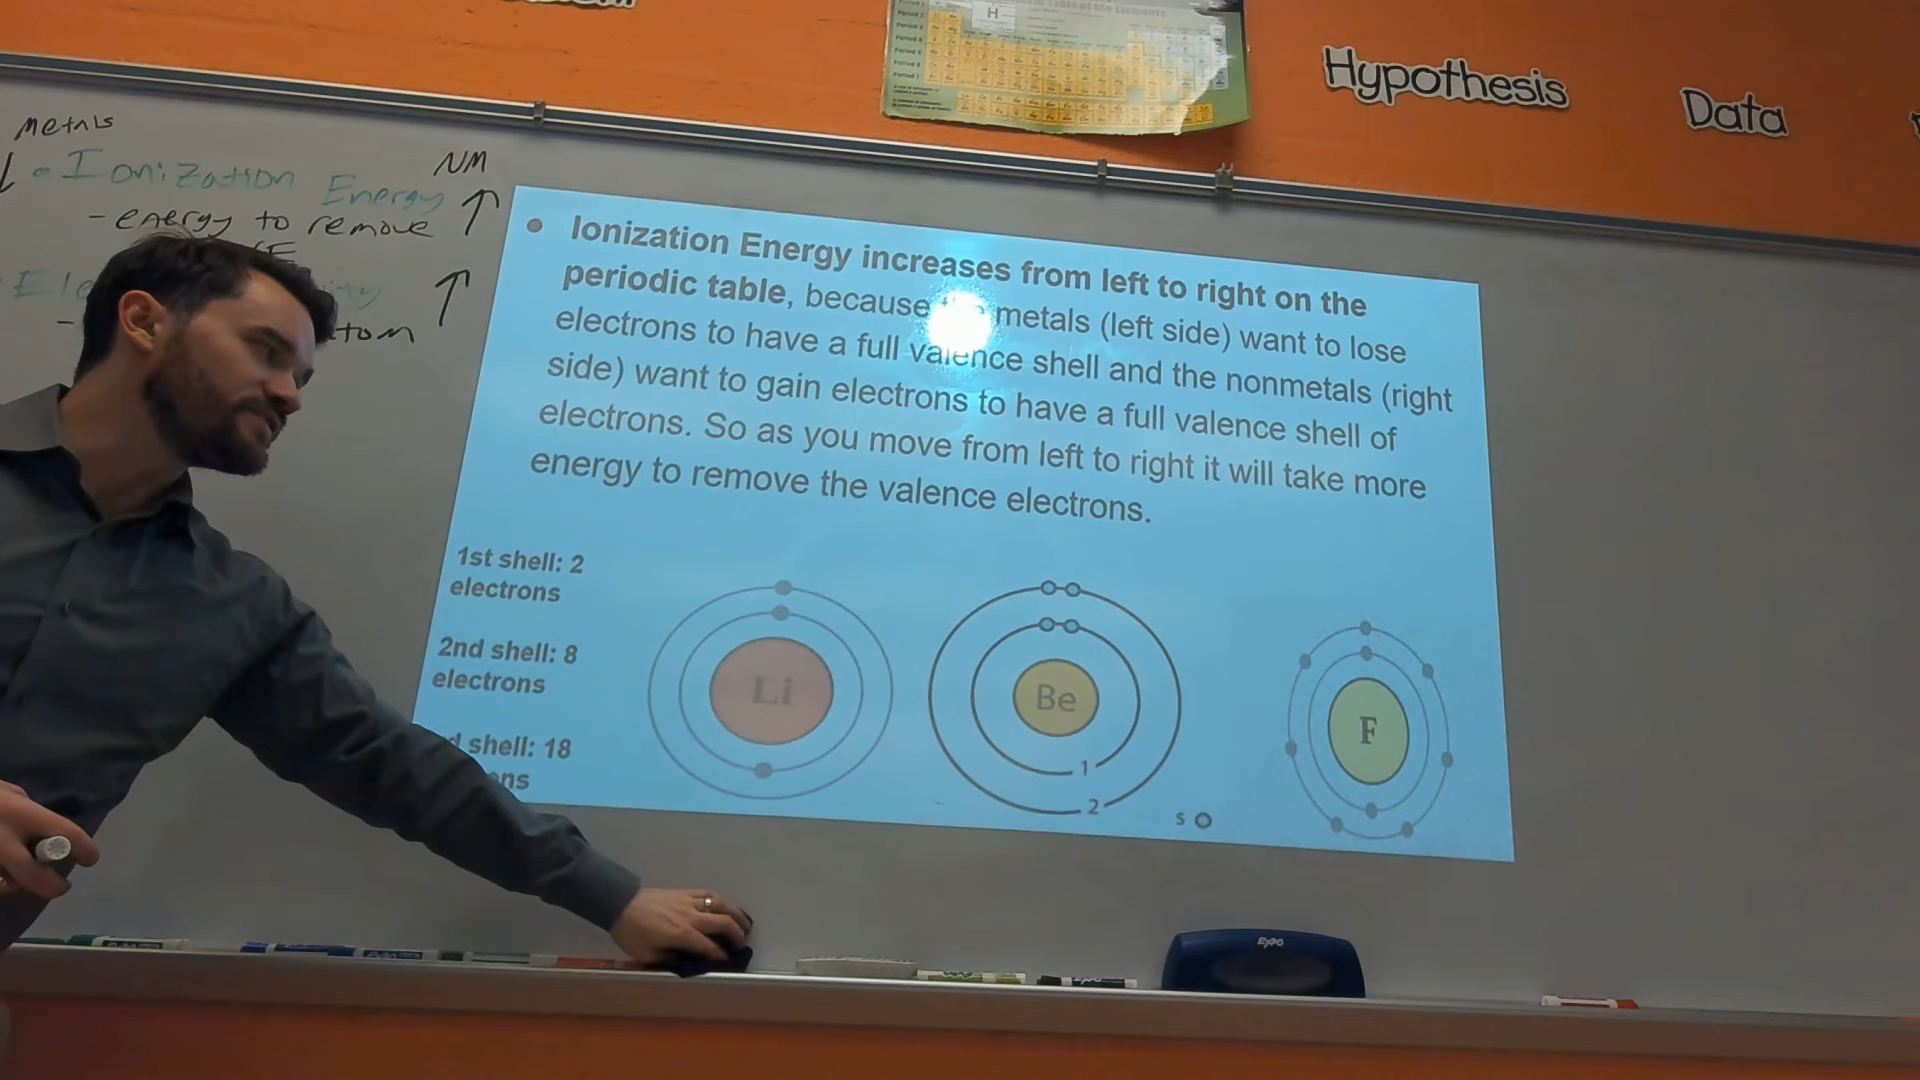 Hypothesis
Data
H
metals
NM
Ionization Energy
- energy to remove
• Ionization Energy increases from left to right on the
periodic table, because metals (left side) want to lose
electrons to have a full valence shell and the nonmetals (right
side) want to gain electrons to have a full valence shell of
electrons. So as you move from left to right it will take more
energy to remove the valence electrons.
1st shell: 2
electrons
2nd shell: 8
electrons
shell: 18
Li
Be
1
2
s
F
EXPO